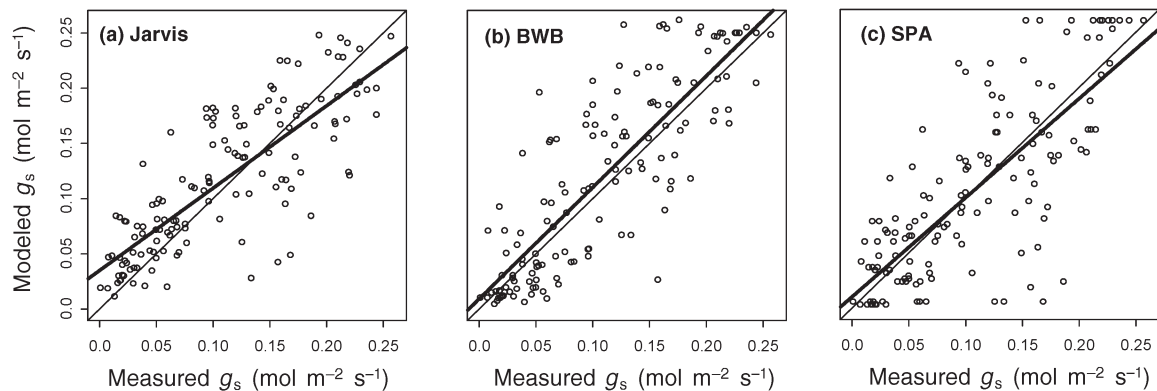 (a) Jarvis
(b) BWB
(c) SPA
Modeled gₛ (mol m⁻² s⁻¹)
0.25
0.20
0.15
0.10
0.05
0.0
0.0 0.05 0.10 0.15 0.20 0.25
0.0 0.05 0.10 0.15 0.20 0.25
0.0 0.05 0.10 0.15 0.20 0.25
Measured gₛ (mol m⁻² s⁻¹)
Measured gₛ (mol m⁻² s⁻¹)
Measured gₛ (mol m⁻² s⁻¹)